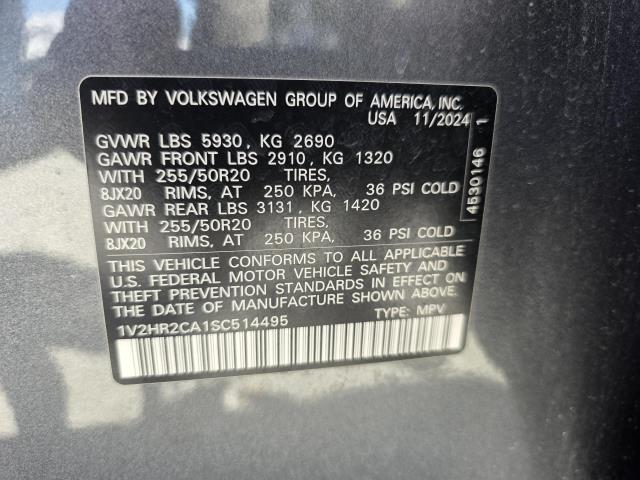 MFD BY VOLKSWAGEN GROUP OF AMERICA, INC.
USA 11/2024
GVWR LBS 5930, KG 2690
GAWR FRONT LBS 2910, KG 1320
WITH 255/50R20 TIRES,
8JX20 RIMS, AT 250 KPA, 36 PSI COLD
GAWR REAR LBS 3131, KG 1420
WITH 255/50R20 TIRES,
8JX20 RIMS, AT 250 KPA, 36 PSI COLD
THIS VEHICLE CONFORMS TO ALL APPLICABLE
U.S. FEDERAL MOTOR VEHICLE SAFETY AND
THEFT PREVENTION STANDARDS IN EFFECT ON THE
DATE OF MANUFACTURE SHOWN ABOVE.
1V2HR2CA1SC514495 TYPE: MPV
4530146 1